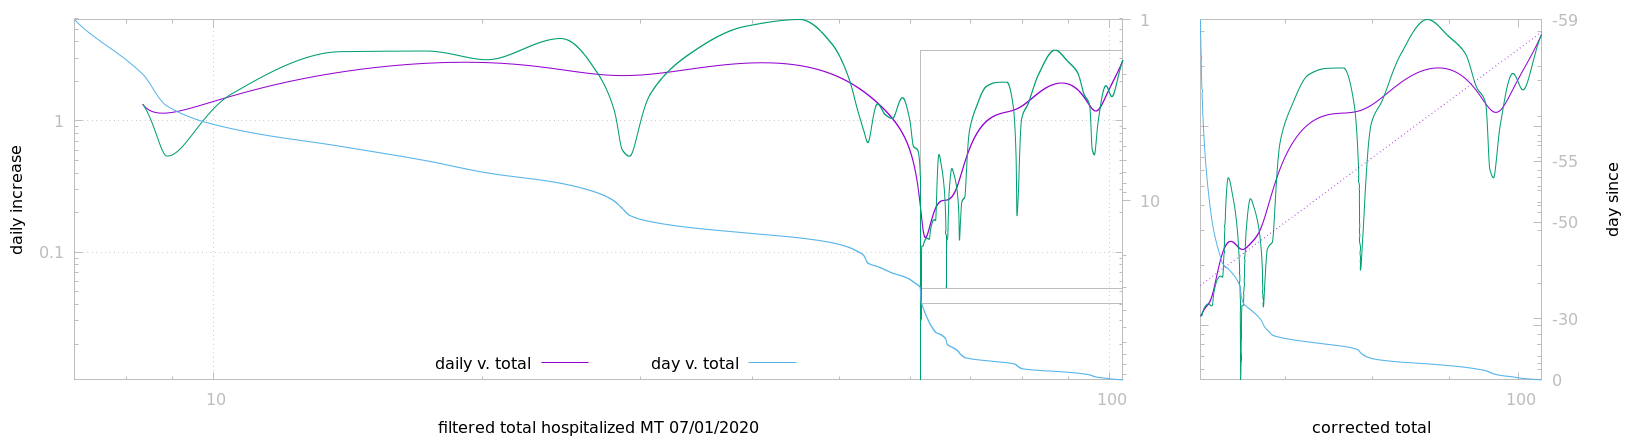 1
-59
1
-55
daily increase
10
-50
day since
0.1
-30
daily v. total
day v. total
0
10
100
100
filtered total hospitalized MT 07/01/2020
corrected total